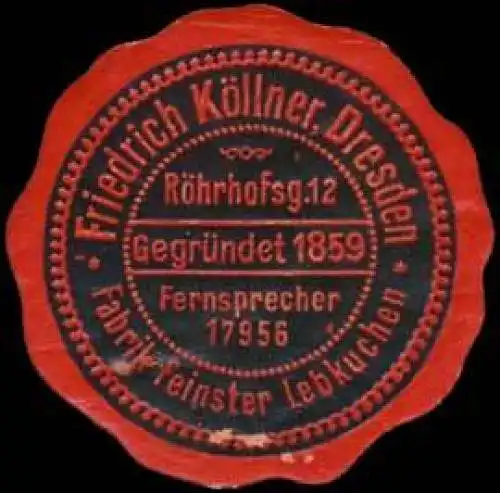 Friedrich Köllner, Dresden
Röhrhofsg.12
Gegründet 1859
Fernsprecher
17956
Fabrik feinster Lebkuchen